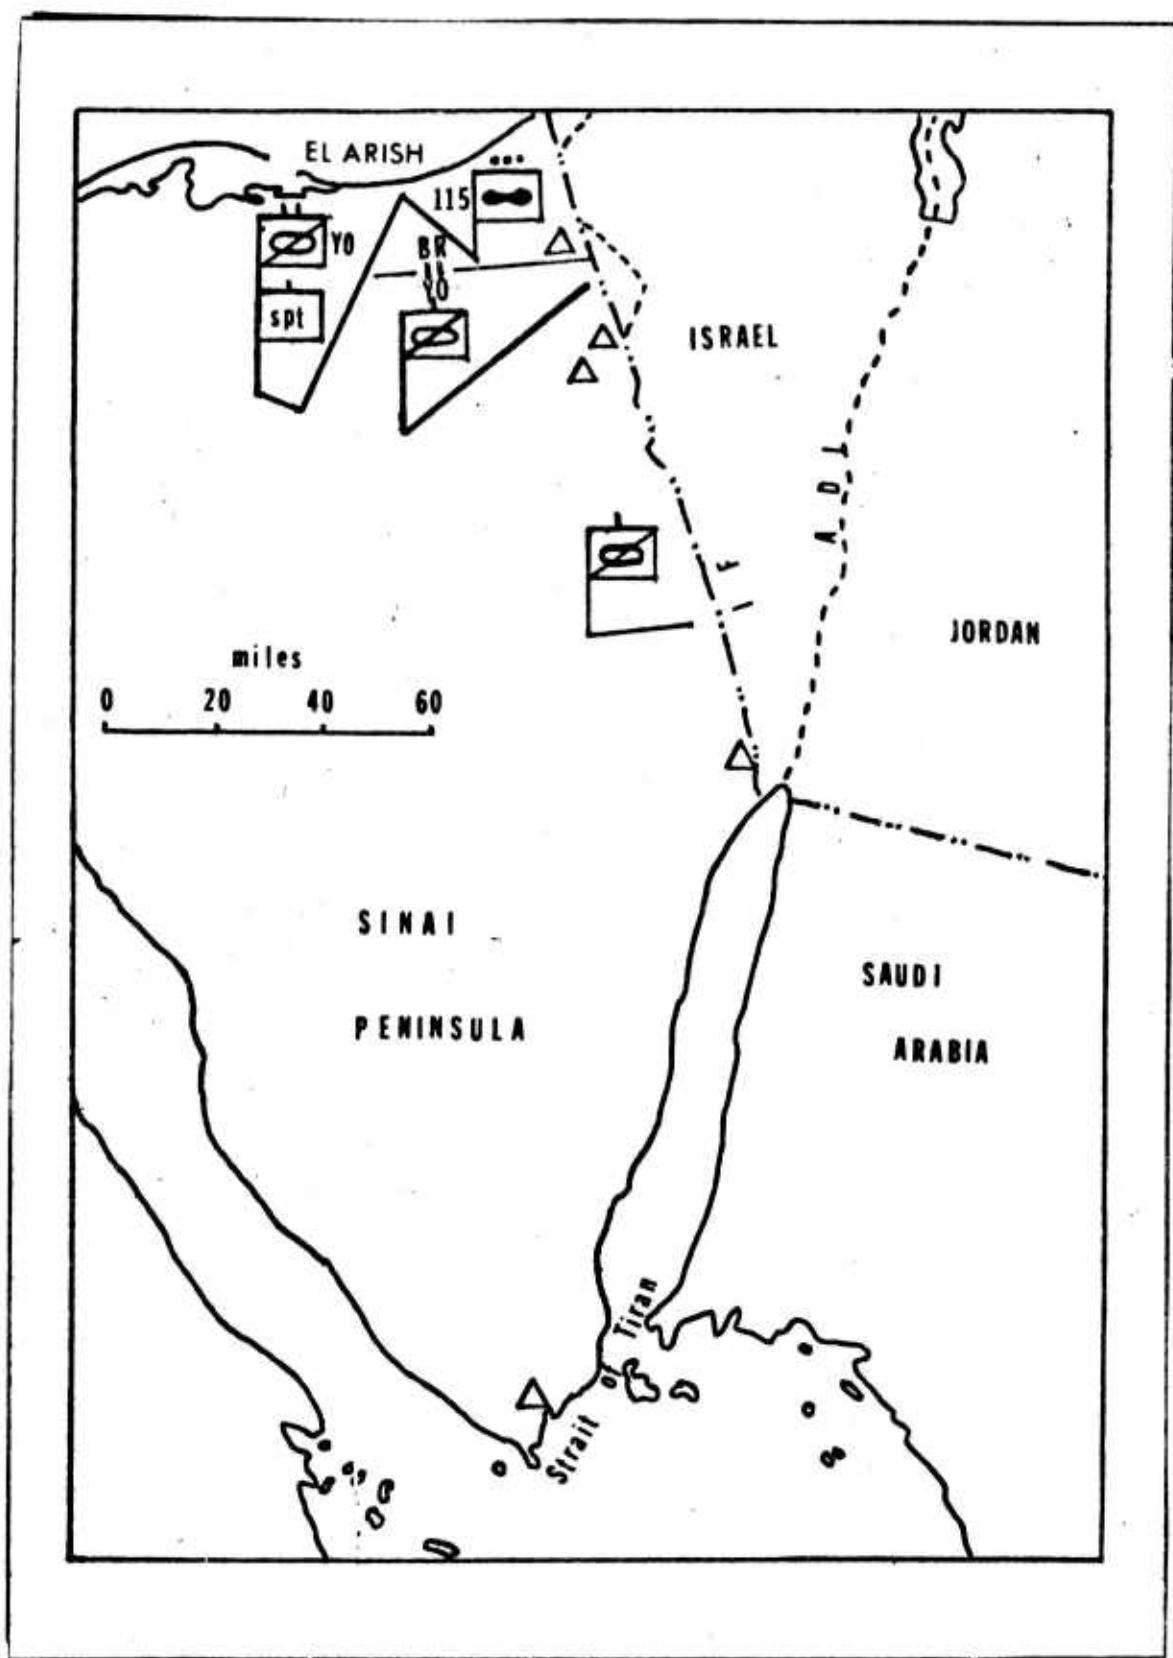 EL ARISH
115
YO
BR
YO
spt
ISRAEL
JORDAN
miles
0 20 40 60
SINAI
PENINSULA
SAUDI
ARABIA
Strait of Tiran